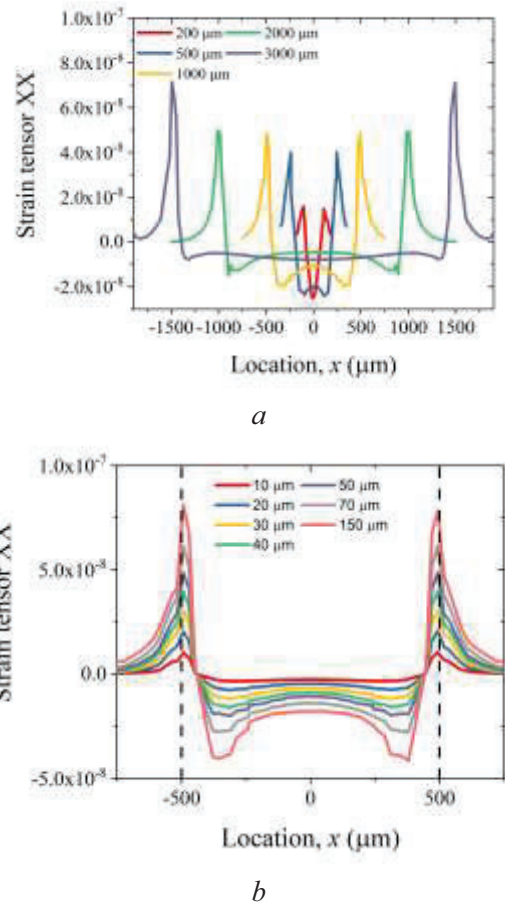 1.0x10⁻⁷
8.0x10⁻⁸
6.0x10⁻⁸
4.0x10⁻⁸
2.0x10⁻⁸
0.0
-2.0x10⁻⁸
Strain tensor XX
200 μm 2000 μm
500 μm 3000 μm
1000 μm
-1500 -1000 -500 0 500 1000 1500
Location, x (μm)
a
1.0x10⁻⁷
5.0x10⁻⁸
0.0
-5.0x10⁻⁸
Strain tensor XX
10 μm 50 μm
20 μm 70 μm
30 μm 150 μm
40 μm
-500 0 500
Location, x (μm)
b